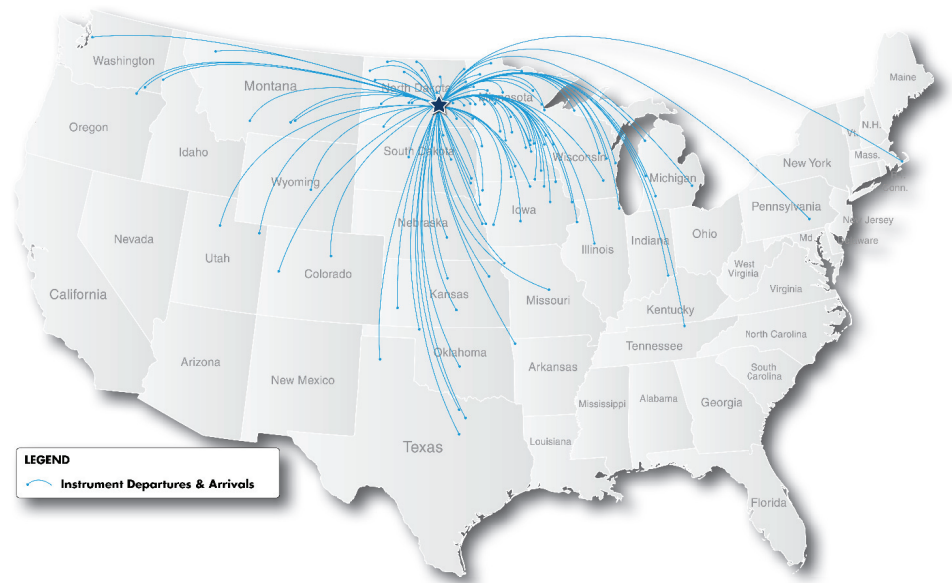 Maine
Washington
Montana
North Dakota
Minnesota
Oregon
Vt.
N.H.
Idaho
South Dakota
Wisconsin
New York
Mass.
Wyoming
Michigan
Conn.
Nebraska
Iowa
Pennsylvania
New Jersey
Nevada
Utah
Colorado
Illinois
Indiana
Ohio
Md.
West
Virginia
California
Kansas
Missouri
Virginia
Kentucky
Arizona
New Mexico
Oklahoma
Arkansas
Tennessee
North Carolina
South
Carolina
Mississippi
Alabama
Georgia
Texas
Louisiana
Florida
LEGEND
Instrument Departures & Arrivals